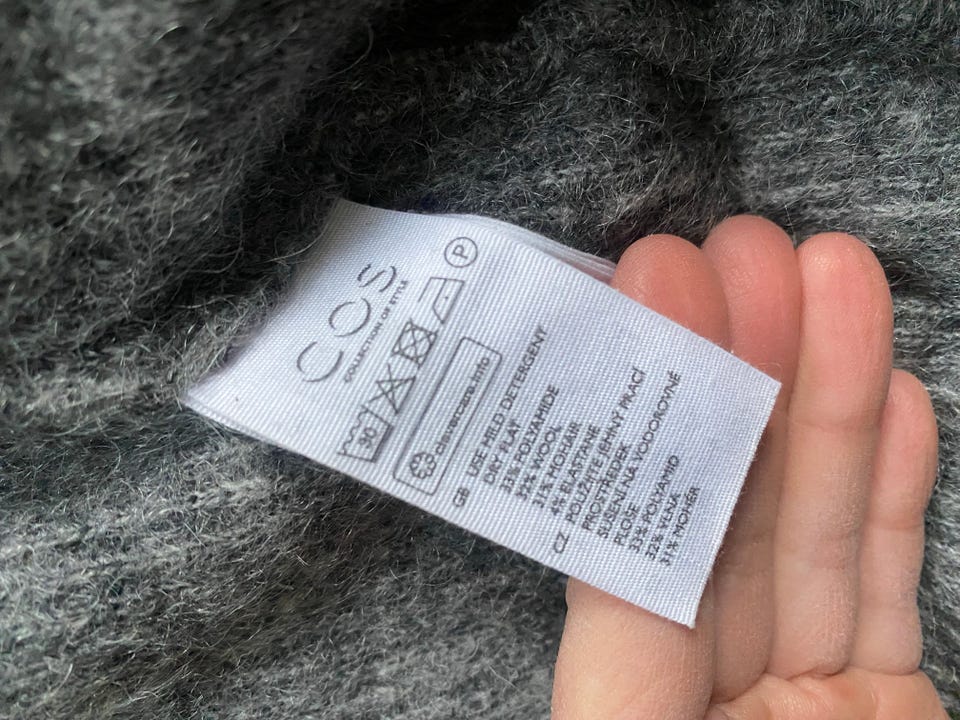 COS
COLLECTION OF STYLE
30
P
clevercare.info
GB USE MILD DETERGENT
DRY FLAT
33% POLYAMIDE
32% WOOL
31% MOHAIR
4% ELASTANE
CZ POUŽIJTE JEMNÝ PRACÍ
PROSTŘEDEK
SUŠENÍ NA VODOROVNÉ
PLOŠE
33% POLYAMID
32% VLNA
31% MOHÉR